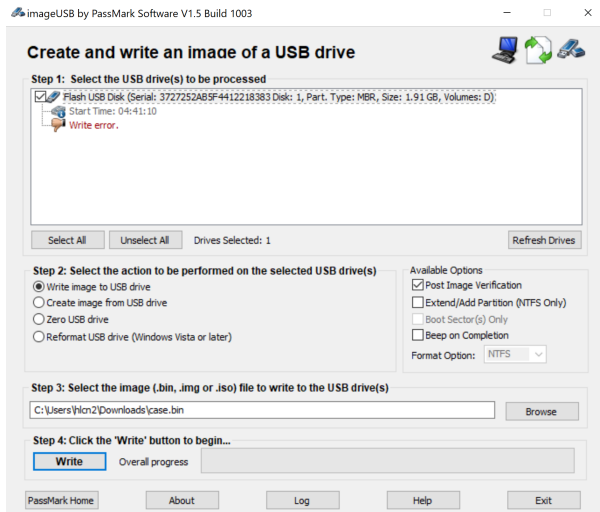 imageUSB by PassMark Software V1.5 Build 1003
Create and write an image of a USB drive
Step 1: Select the USB drive(s) to be processed
Flash USB Disk (Serial: 3727252AB5F4412218383 Disk: 1, Part. Type: MBR, Size: 1.91 GB, Volumes: D)
Start Time: 04:41:10
Write error.
Select All Unselect All Drives Selected: 1 Refresh Drives
Step 2: Select the action to be performed on the selected USB drive(s)
Write image to USB drive
Create image from USB drive
Zero USB drive
Reformat USB drive (Windows Vista or later)
Available Options
Post Image Verification
Extend/Add Partition (NTFS Only)
Boot Sector(s) Only
Beep on Completion
Format Option: NTFS
Step 3: Select the image (.bin, .img or .iso) file to write to the USB drive(s)
C:\Users\hlcn2\Downloads\case.bin Browse
Step 4: Click the 'Write' button to begin...
Write Overall progress
PassMark Home About Log Help Exit